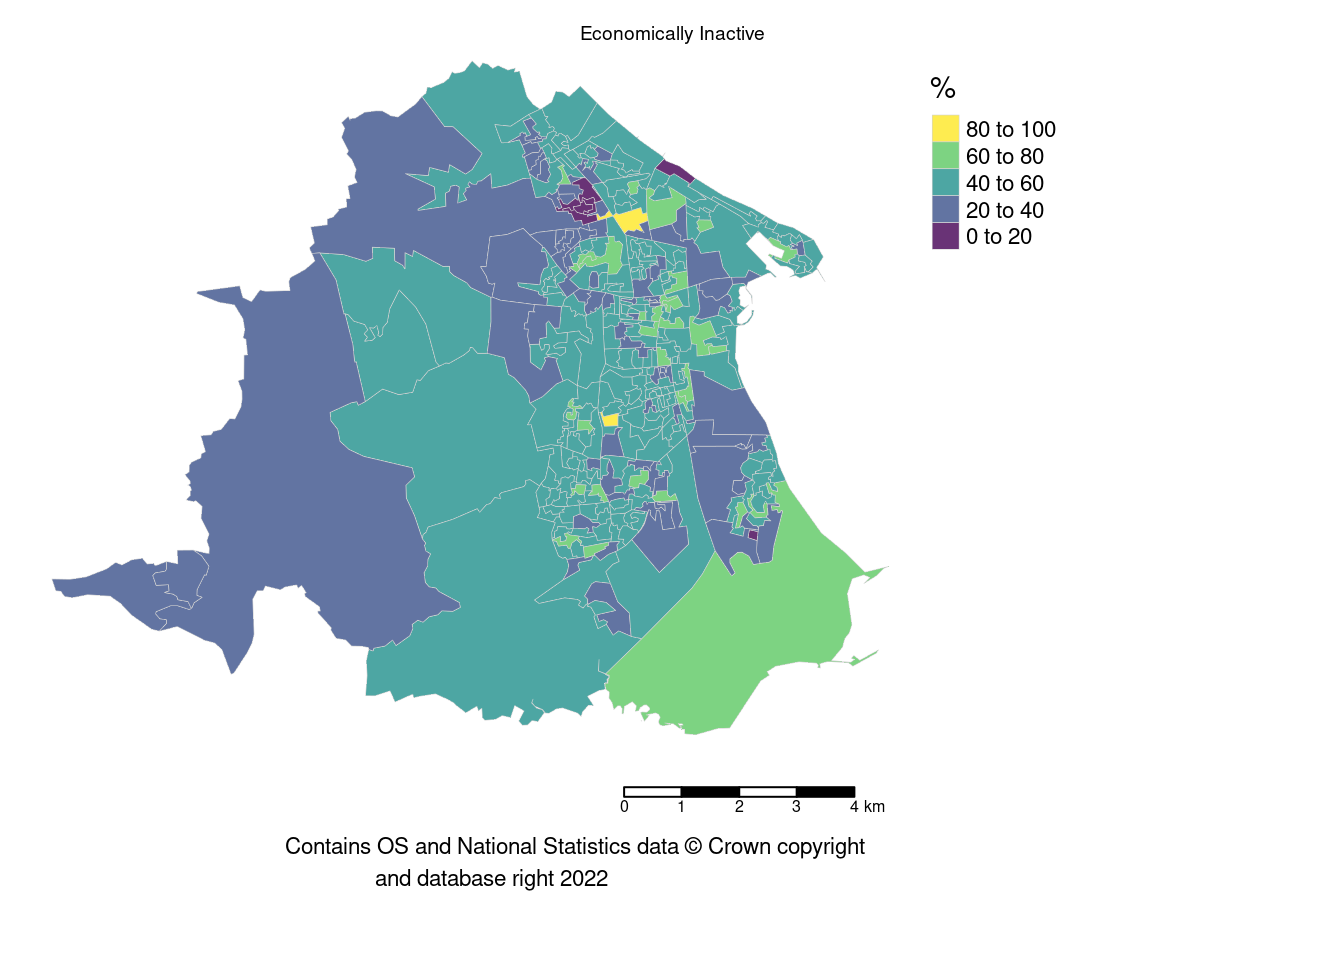 Economically Inactive
%
80 to 100
60 to 80
40 to 60
20 to 40
0 to 20
0 1 2 3 4 km
Contains OS and National Statistics data © Crown copyright
and database right 2022